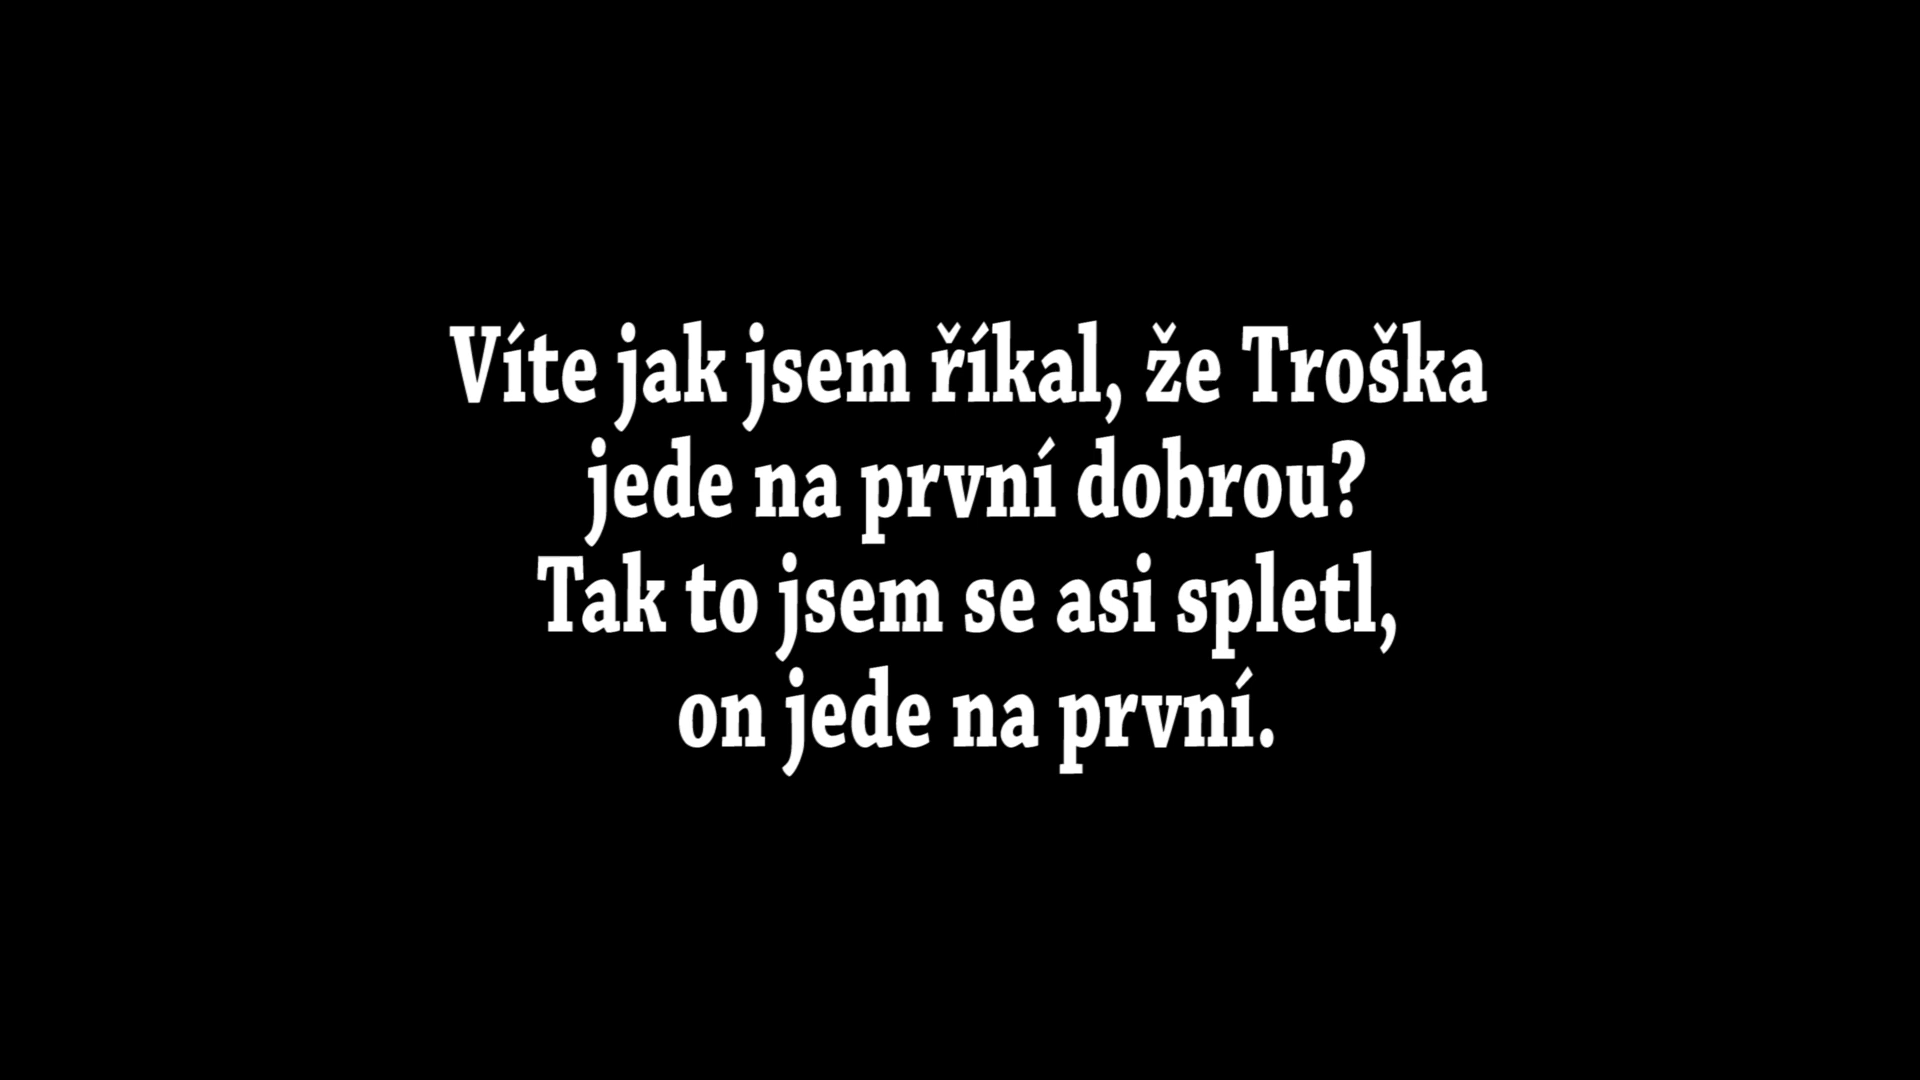 Víte jak jsem říkal, že Troška
jede na první dobrou?
Tak to jsem se asi spletl,
on jede na první.